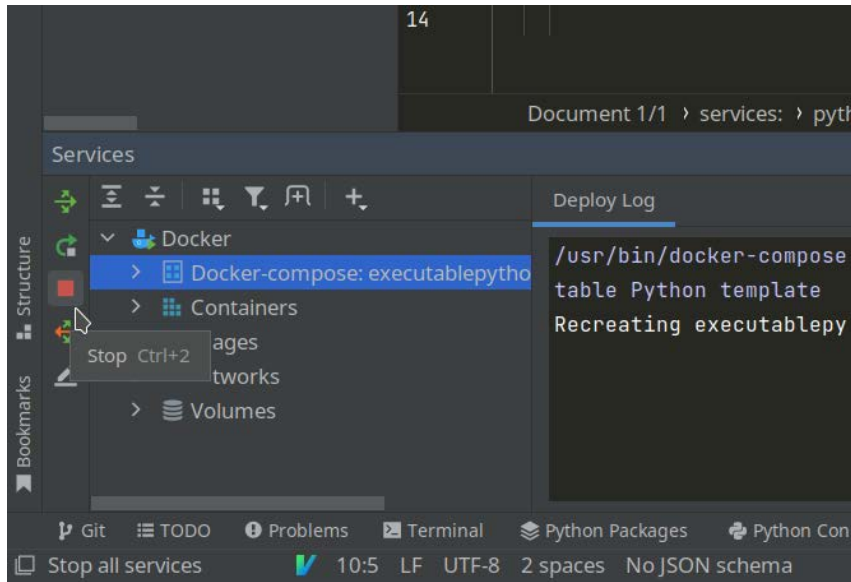 14
Document 1/1 › services: › pyth
Services
Deploy Log
Docker
Docker-compose: executablepytho
Containers
ages
tworks
Volumes
Stop Ctrl+2
/usr/bin/docker-compose
table Python template
Recreating executablepy
Structure
Bookmarks
Git
TODO
Problems
Terminal
Python Packages
Python Con
Stop all services
10:5
LF
UTF-8
2 spaces
No JSON schema